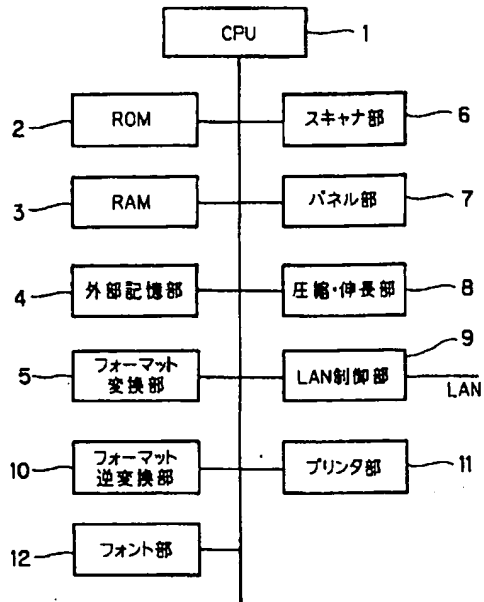 CPU
1
2
ROM
スキャナ部
6
3
RAM
パネル部
7
4
外部記憶部
圧縮・伸長部
8
5
フォーマット
変換部
LAN制御部
9
LAN
10
フォーマット
逆変換部
プリンタ部
11
12
フォント部